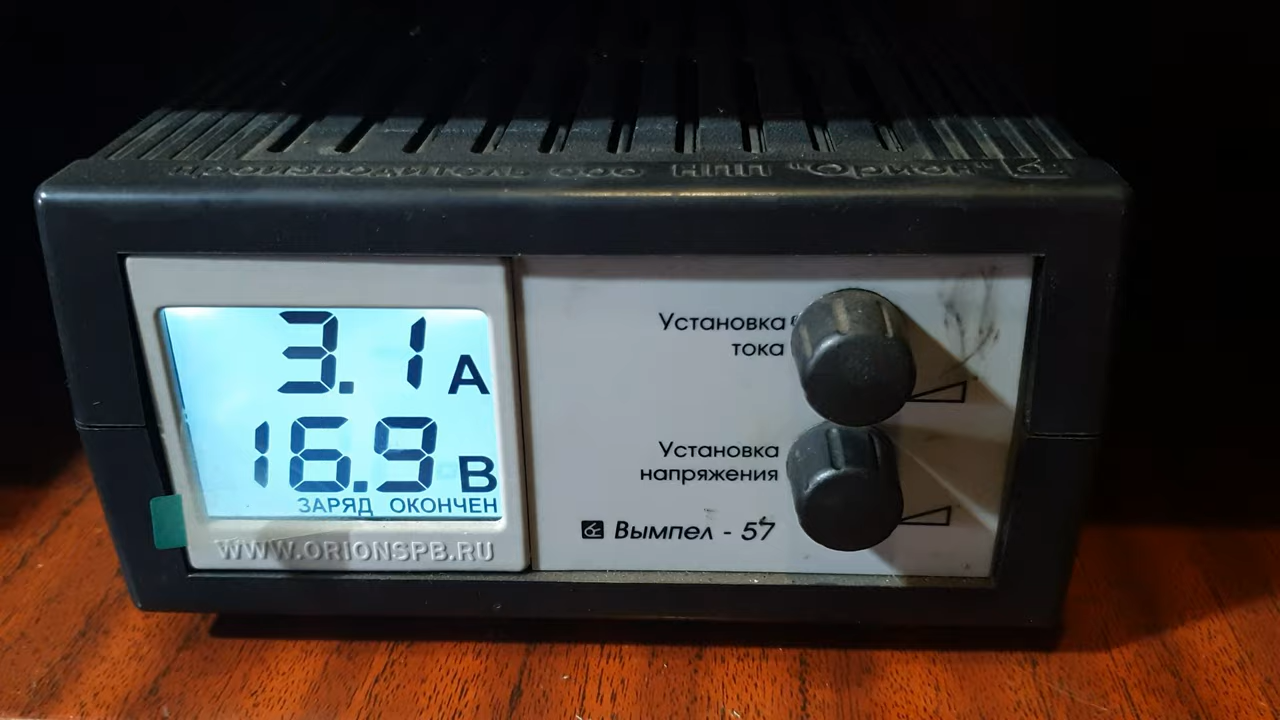 производитель ооо НПП "Орион"
3.1 А
16.9 В
ЗАРЯД ОКОНЧЕН
WWW.ORIONSPB.RU
Установка
тока
Установка
напряжения
Вымпел - 57